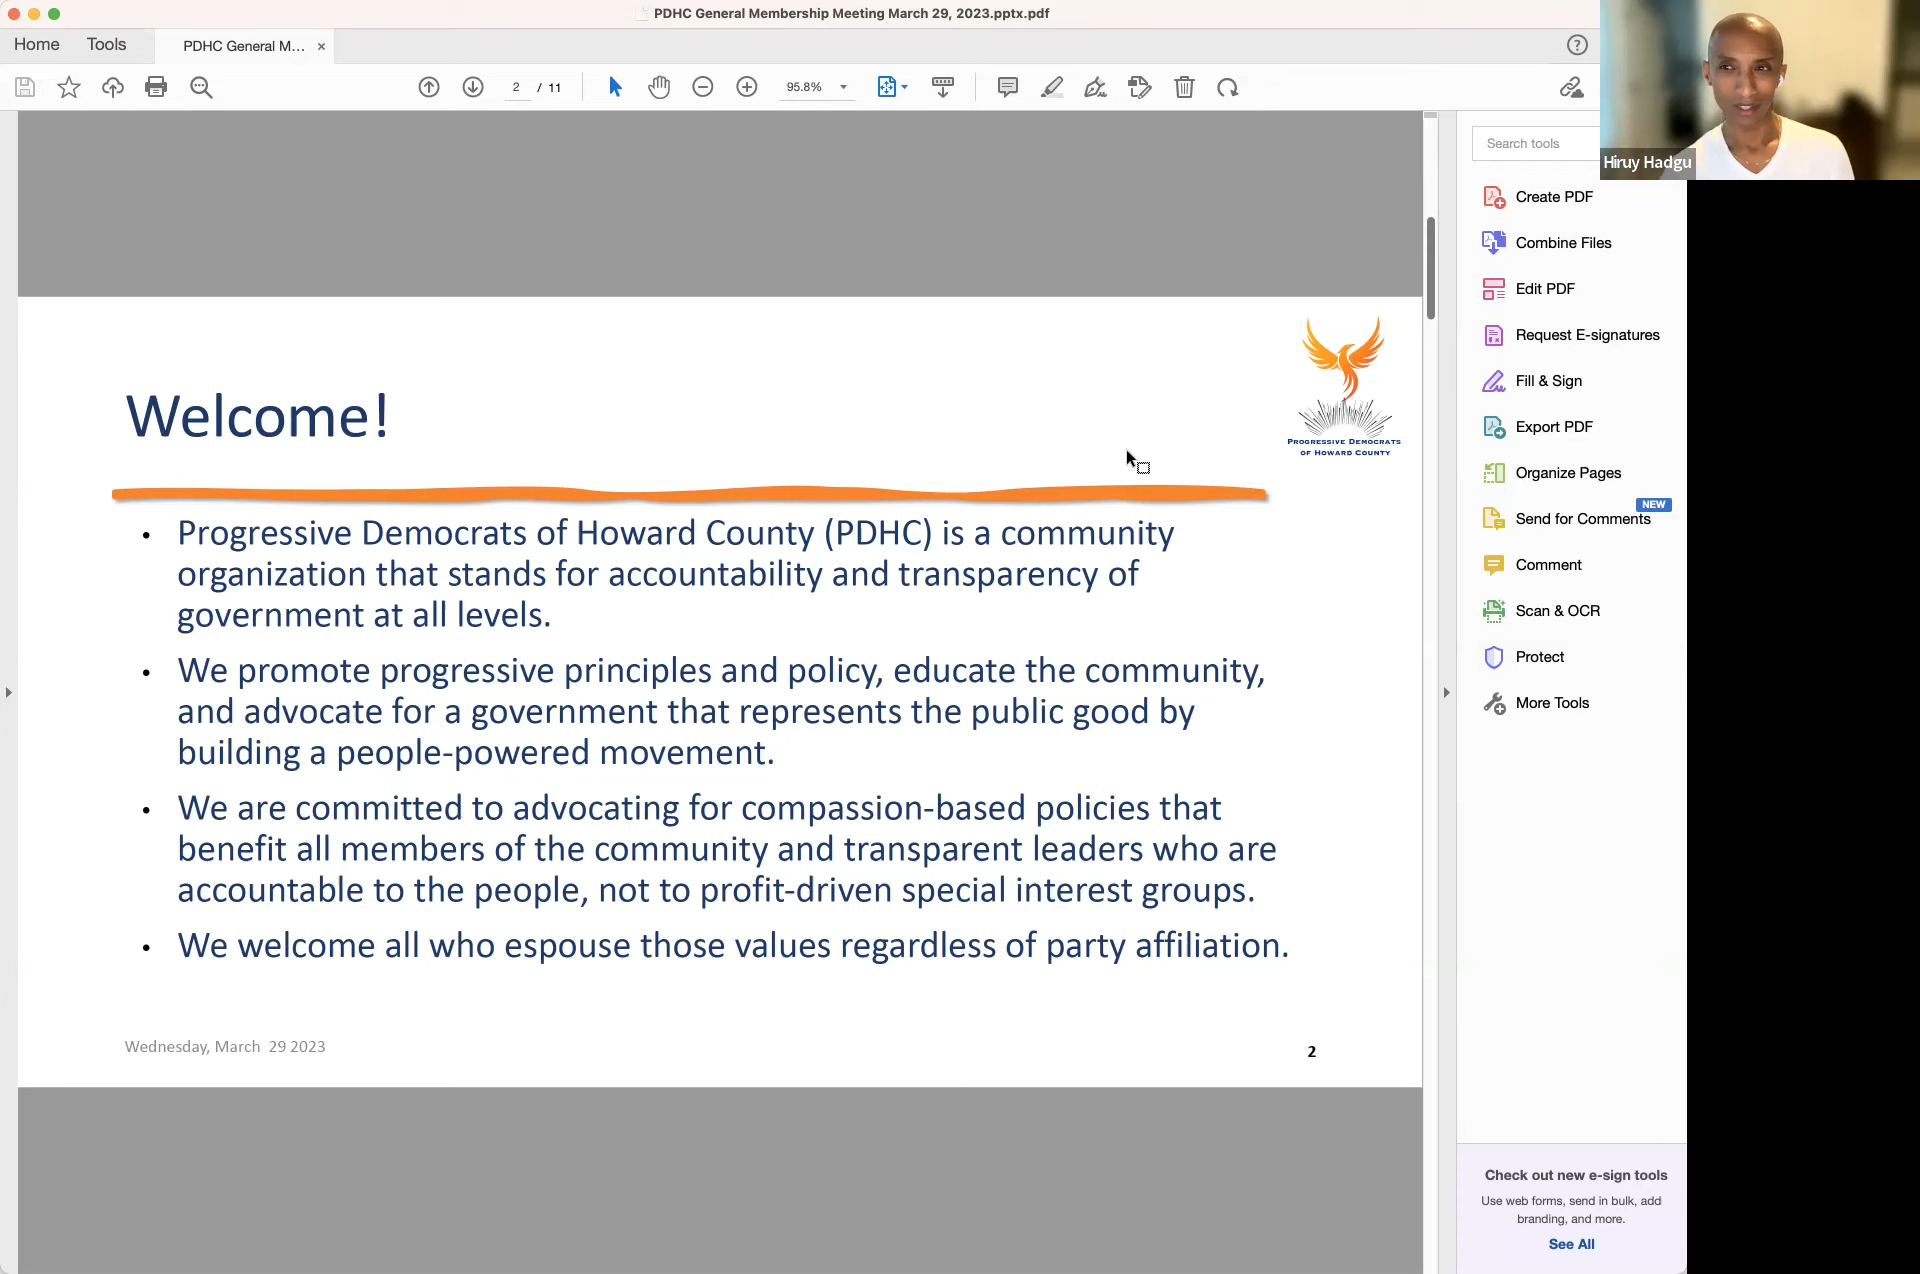 PDHC General Membership Meeting March 29, 2023.pptx.pdf
Home
Tools
PDHC General M...
2 / 11
95.8%
Search tools
Hiruy Hadgu
Create PDF
Combine Files
Edit PDF
Request E-signatures
Fill & Sign
Export PDF
Organize Pages
NEW
Send for Comments
Comment
Scan & OCR
Protect
More Tools
Check out new e-sign tools
Use web forms, send in bulk, add
branding, and more.
See All
PROGRESSIVE DEMOCRATS
OF HOWARD COUNTY
Welcome!
• Progressive Democrats of Howard County (PDHC) is a community
organization that stands for accountability and transparency of
government at all levels.
• We promote progressive principles and policy, educate the community,
and advocate for a government that represents the public good by
building a people-powered movement.
• We are committed to advocating for compassion-based policies that
benefit all members of the community and transparent leaders who are
accountable to the people, not to profit-driven special interest groups.
• We welcome all who espouse those values regardless of party affiliation.
Wednesday, March 29 2023
2